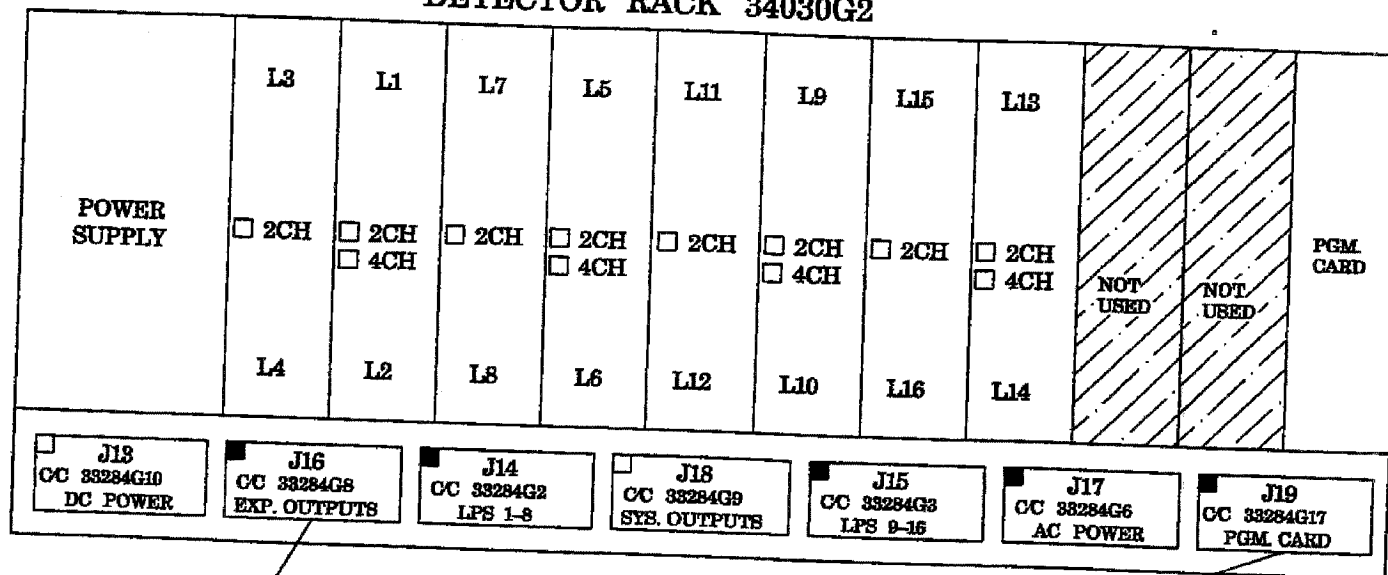 DETECTOR RACK 34030G2
L3 L1 L7 L5 L11 L9 L15 L13
POWER
SUPPLY
2CH
2CH
4CH
2CH
2CH
4CH
2CH
2CH
4CH
2CH
2CH
4CH
NOT
USED
NOT.
USED
PGM.
CARD
L4 L2 L8 L6 L12 L10 L16 L14
J13
C/C 33284G10
DC POWER
J16
C/C 33284G8
EXP. OUTPUTS
J14
C/C 33284G2
LPS 1-8
J18
C/C 33284G9
SYS. OUTPUTS
J15
C/C 33284G3
LPS 9-16
J17
C/C 33284G6
AC POWER
J19
C/C 33284G17
PGM. CARD